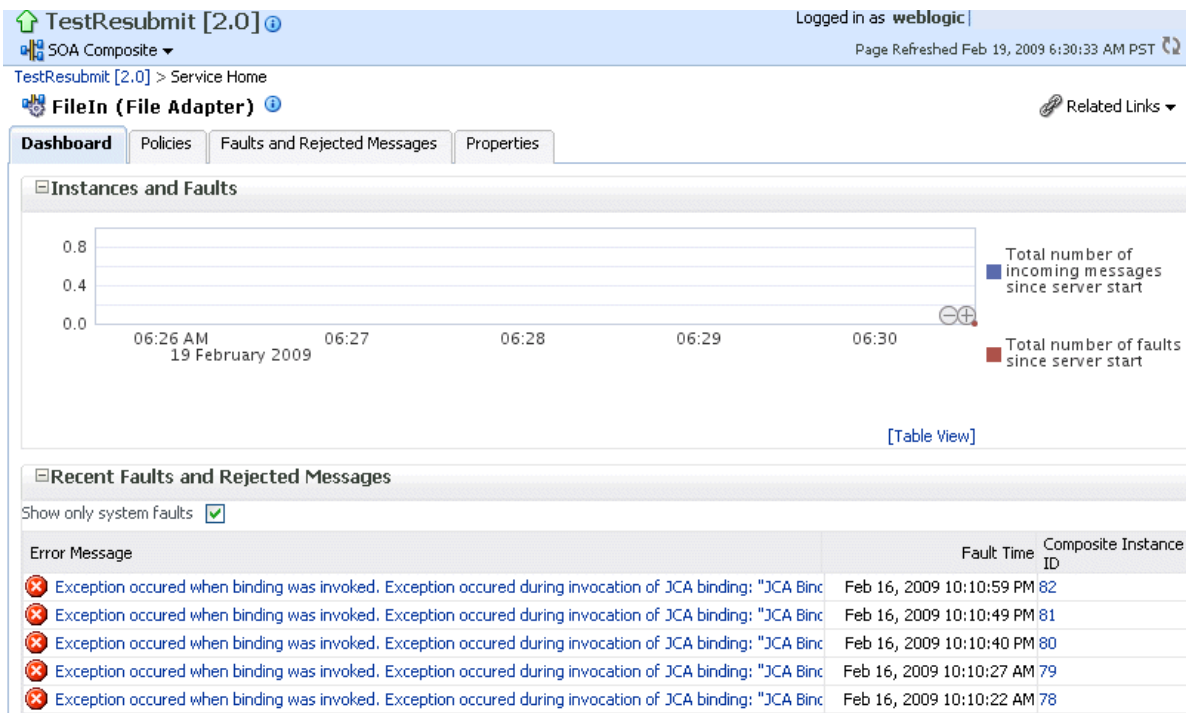 TestResubmit [2.0]
Logged in as weblogic
SOA Composite
Page Refreshed Feb 19, 2009 6:30:33 AM PST
TestResubmit [2.0] > Service Home
FileIn (File Adapter)
Related Links
Dashboard Policies Faults and Rejected Messages Properties
Instances and Faults
0.8
0.4
0.0
06:26 AM 06:27 06:28 06:29 06:30
19 February 2009
Total number of
incoming messages
since server start
Total number of faults
since server start
[Table View]
Recent Faults and Rejected Messages
Show only system faults
Error Message Fault Time Composite Instance
ID
Exception occured when binding was invoked. Exception occured during invocation of JCA binding: "JCA Binc Feb 16, 2009 10:10:59 PM 82
Exception occured when binding was invoked. Exception occured during invocation of JCA binding: "JCA Binc Feb 16, 2009 10:10:49 PM 81
Exception occured when binding was invoked. Exception occured during invocation of JCA binding: "JCA Binc Feb 16, 2009 10:10:40 PM 80
Exception occured when binding was invoked. Exception occured during invocation of JCA binding: "JCA Binc Feb 16, 2009 10:10:27 AM 79
Exception occured when binding was invoked. Exception occured during invocation of JCA binding: "JCA Binc Feb 16, 2009 10:10:22 AM 78